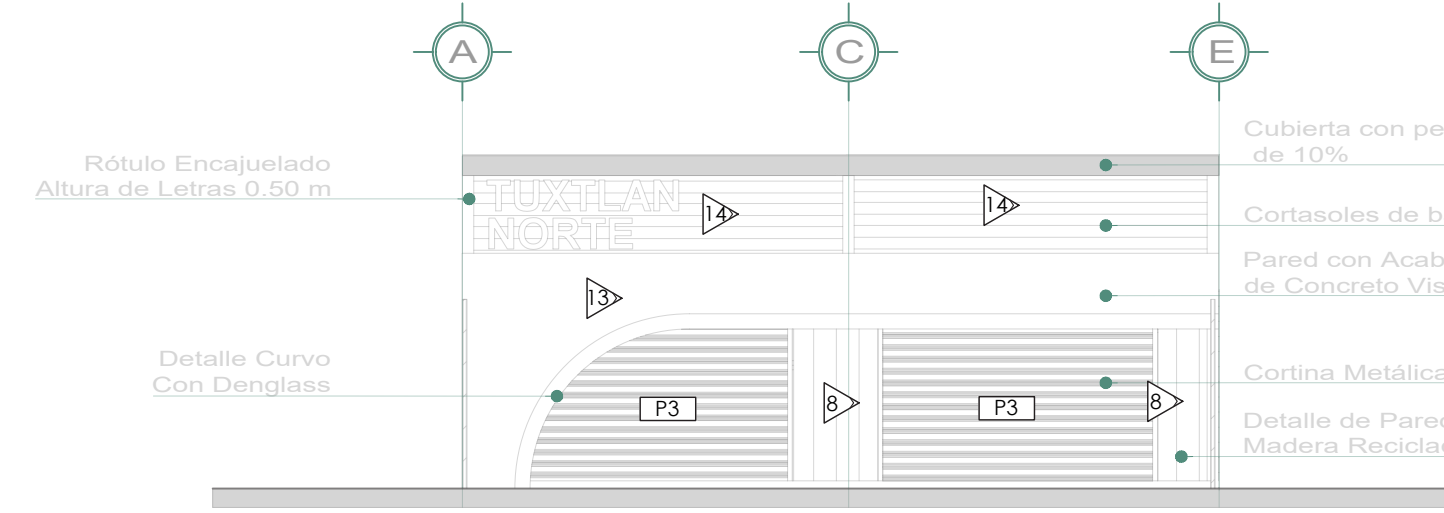 A
C
E
Rótulo Encajuelado
Altura de Letras 0.50 m
Cubierta con pe
de 10%
TUXTLAN
NORTE
14
14
Cortasoles de b
Pared con Acab
de Concreto Vis
13
Detalle Curvo
Con Denglass
Cortina Metálica
P3
8
P3
8
Detalle de Pared
Madera Reciclad